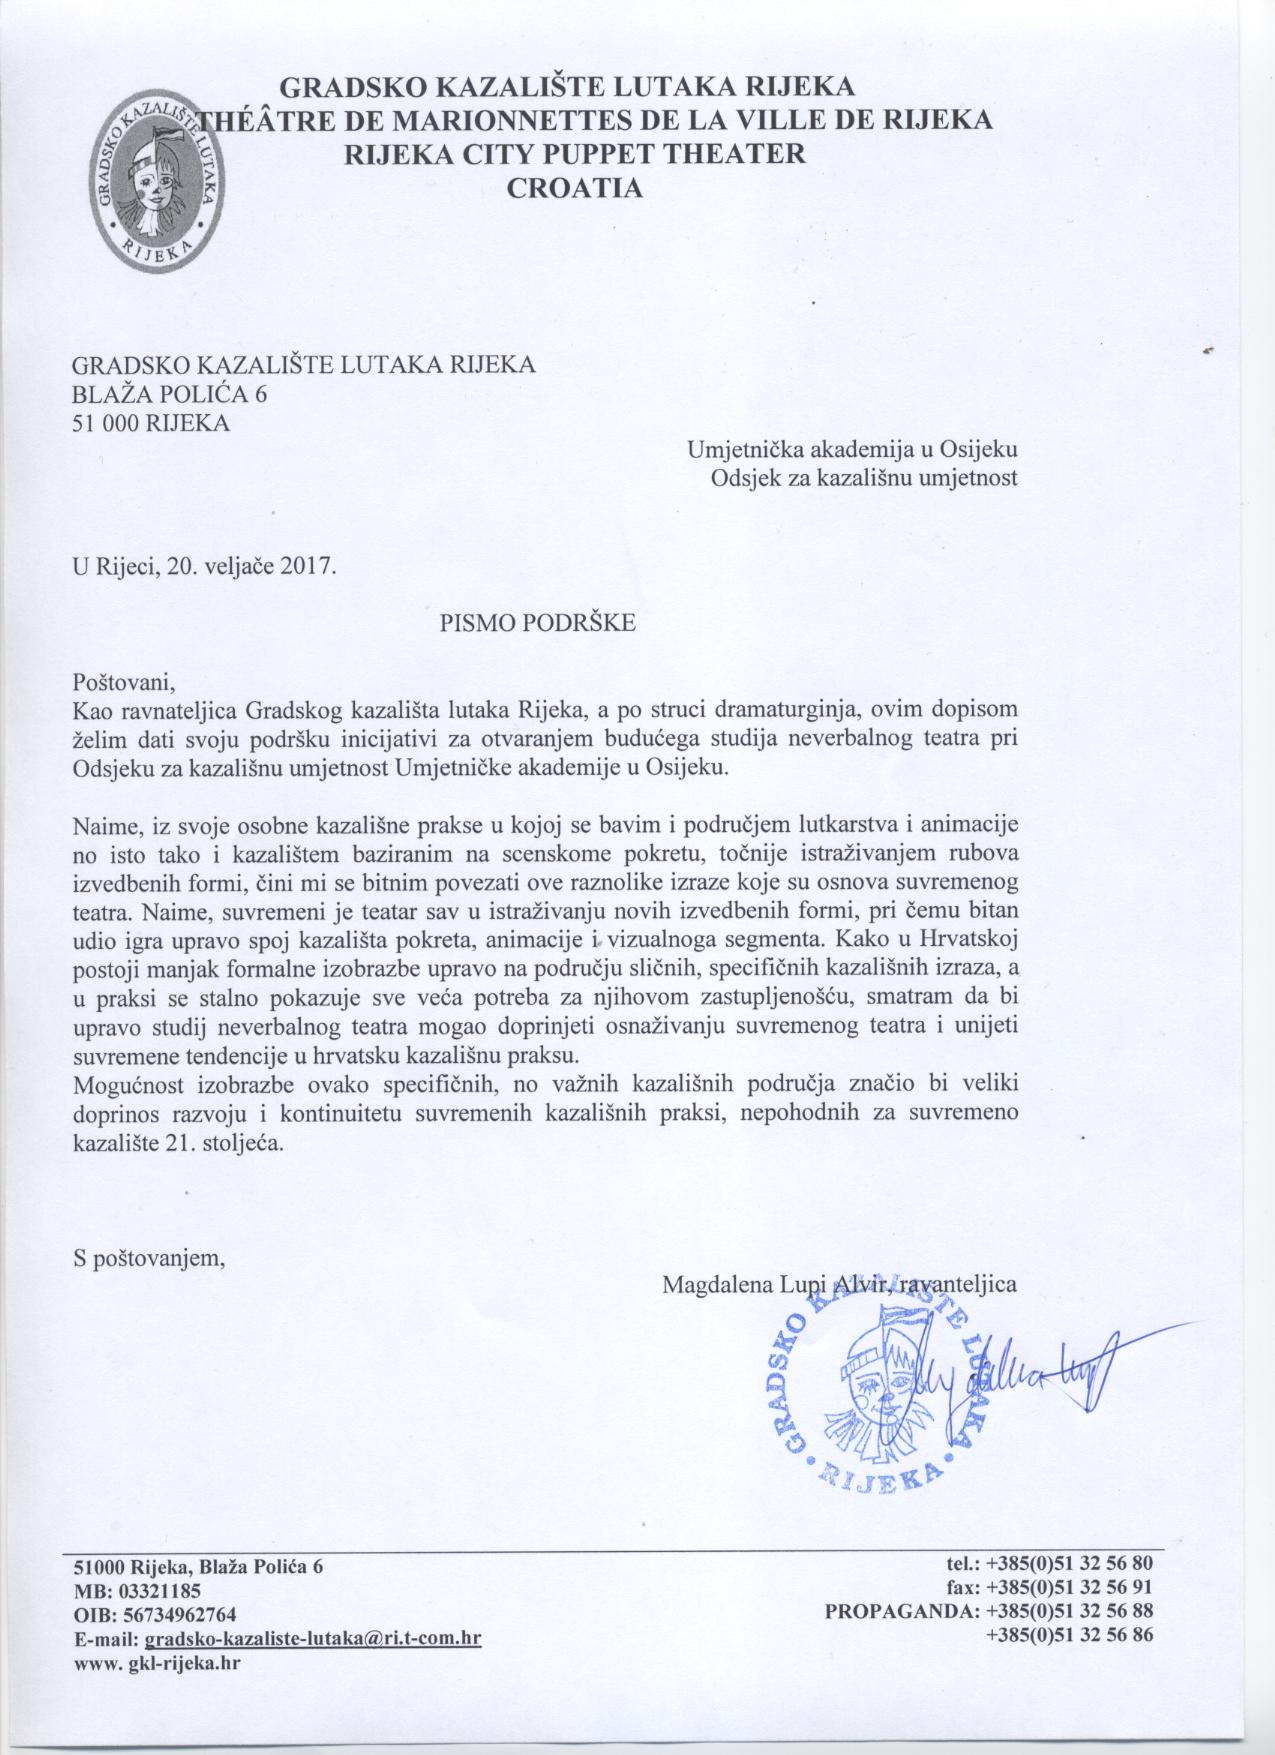 GRADSKO KAZALIŠTE LUTAKA RIJEKA
THÉÂTRE DE MARIONNETTES DE LA VILLE DE RIJEKA
RIJEKA CITY PUPPET THEATER
CROATIA
GRADSKO KAZALIŠTE LUTAKA
• RIJEKA •
GRADSKO KAZALIŠTE LUTAKA RIJEKA
BLAŽA POLIĆA 6
51 000 RIJEKA
Umjetnička akademija u Osijeku
Odsjek za kazališnu umjetnost
U Rijeci, 20. veljače 2017.
PISMO PODRŠKE
Poštovani,
Kao ravnateljica Gradskog kazališta lutaka Rijeka, a po struci dramaturginja, ovim dopisom
želim dati svoju podršku inicijativi za otvaranjem budućega studija neverbalnog teatra pri
Odsjeku za kazališnu umjetnost Umjetničke akademije u Osijeku.
Naime, iz svoje osobne kazališne prakse u kojoj se bavim i područjem lutkarstva i animacije
no isto tako i kazalištem baziranim na scenskome pokretu, točnije istraživanjem rubova
izvedbenih formi, čini mi se bitnim povezati ove raznolike izraze koje su osnova suvremenog
teatra. Naime, suvremeni je teatar sav u istraživanju novih izvedbenih formi, pri čemu bitan
udio igra upravo spoj kazališta pokreta, animacije i vizualnoga segmenta. Kako u Hrvatskoj
postoji manjak formalne izobrazbe upravo na području sličnih, specifičnih kazališnih izraza, a
u praksi se stalno pokazuje sve veća potreba za njihovom zastupljenošću, smatram da bi
upravo studij neverbalnog teatra mogao doprinjeti osnaživanju suvremenog teatra i unijeti
suvremene tendencije u hrvatsku kazališnu praksu.
Mogućnost izobrazbe ovako specifičnih, no važnih kazališnih područja značio bi veliki
doprinos razvoju i kontinuitetu suvremenih kazališnih praksi, nepohodnih za suvremeno
kazalište 21. stoljeća.
S poštovanjem,
Magdalena Lupi Alvir, ravanteljica
GRADSKO KAZALIŠTE LUTAKA
• RIJEKA •
51000 Rijeka, Blaža Polića 6
MB: 03321185
OIB: 56734962764
E-mail: gradsko-kazaliste-lutaka@ri.t-com.hr
www. gkl-rijeka.hr
tel.: +385(0)51 32 56 80
fax: +385(0)51 32 56 91
PROPAGANDA: +385(0)51 32 56 88
+385(0)51 32 56 86